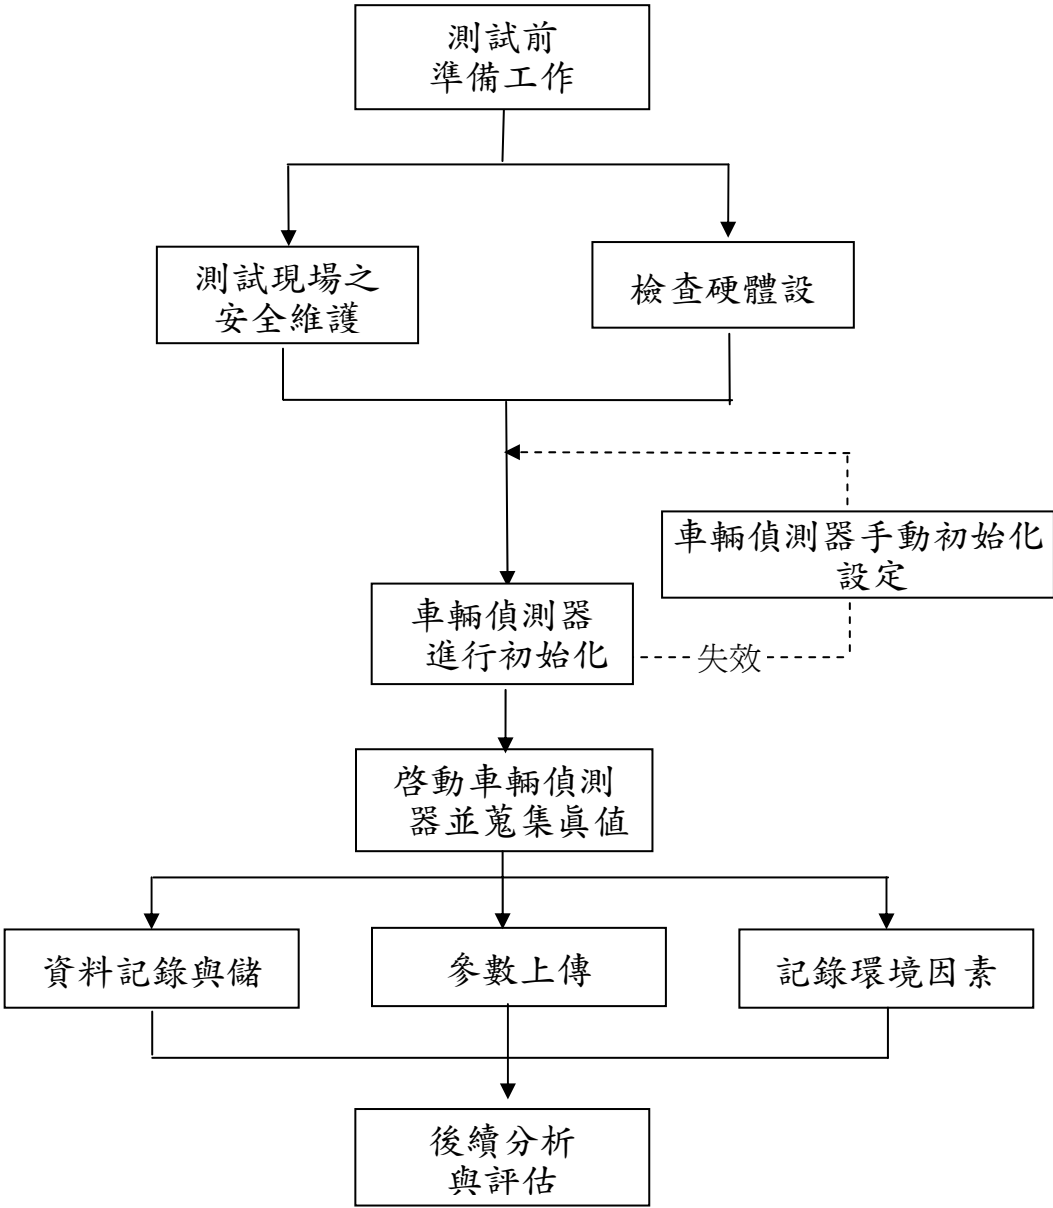 測試前
準備工作
測試現場之
安全維護
檢查硬體設
車輛偵測器手動初始化
設定
車輛偵測器
進行初始化
失效
啓動車輛偵測
器並蒐集眞值
資料記錄與儲
參數上傳
記錄環境因素
後續分析
與評估